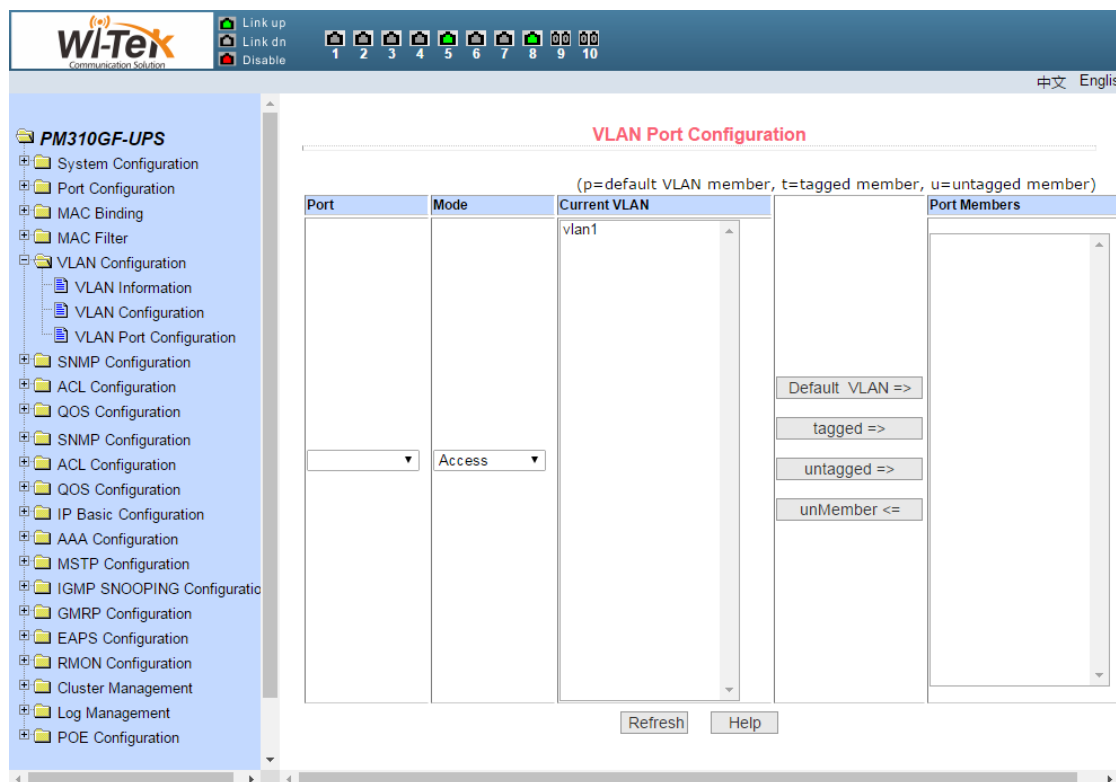 Wi-Tek
Communication Solution
Link up
Link dn
Disable
1 2 3 4 5 6 7 8 9 10
中文 Englis
PM310GF-UPS
System Configuration
Port Configuration
MAC Binding
MAC Filter
VLAN Configuration
VLAN Information
VLAN Configuration
VLAN Port Configuration
SNMP Configuration
ACL Configuration
QOS Configuration
SNMP Configuration
ACL Configuration
QOS Configuration
IP Basic Configuration
AAA Configuration
MSTP Configuration
IGMP SNOOPING Configuratio
GMRP Configuration
EAPS Configuration
RMON Configuration
Cluster Management
Log Management
POE Configuration
VLAN Port Configuration
(p=default VLAN member, t=tagged member, u=untagged member)
Port Mode Current VLAN Port Members
vlan1
Access
Default VLAN =>
tagged =>
untagged =>
unMember <=
Refresh Help